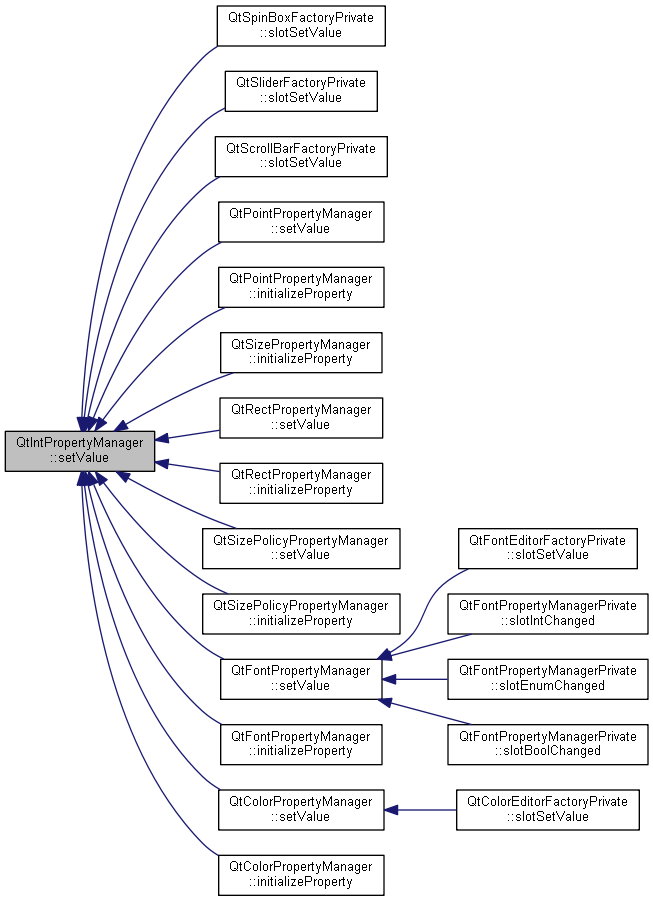 QtSpinBoxFactoryPrivate
::slotSetValue
QtSliderFactoryPrivate
::slotSetValue
QtScrollBarFactoryPrivate
::slotSetValue
QtPointPropertyManager
::setValue
QtPointPropertyManager
::initializeProperty
QtSizePropertyManager
::initializeProperty
QtRectPropertyManager
::setValue
QtIntPropertyManager
::setValue
QtRectPropertyManager
::initializeProperty
QtSizePolicyPropertyManager
::setValue
QtSizePolicyPropertyManager
::initializeProperty
QtFontPropertyManager
::setValue
QtFontPropertyManager
::initializeProperty
QtColorPropertyManager
::setValue
QtColorPropertyManager
::initializeProperty
QtFontEditorFactoryPrivate
::slotSetValue
QtFontPropertyManagerPrivate
::slotIntChanged
QtFontPropertyManagerPrivate
::slotEnumChanged
QtFontPropertyManagerPrivate
::slotBoolChanged
QtColorEditorFactoryPrivate
::slotSetValue